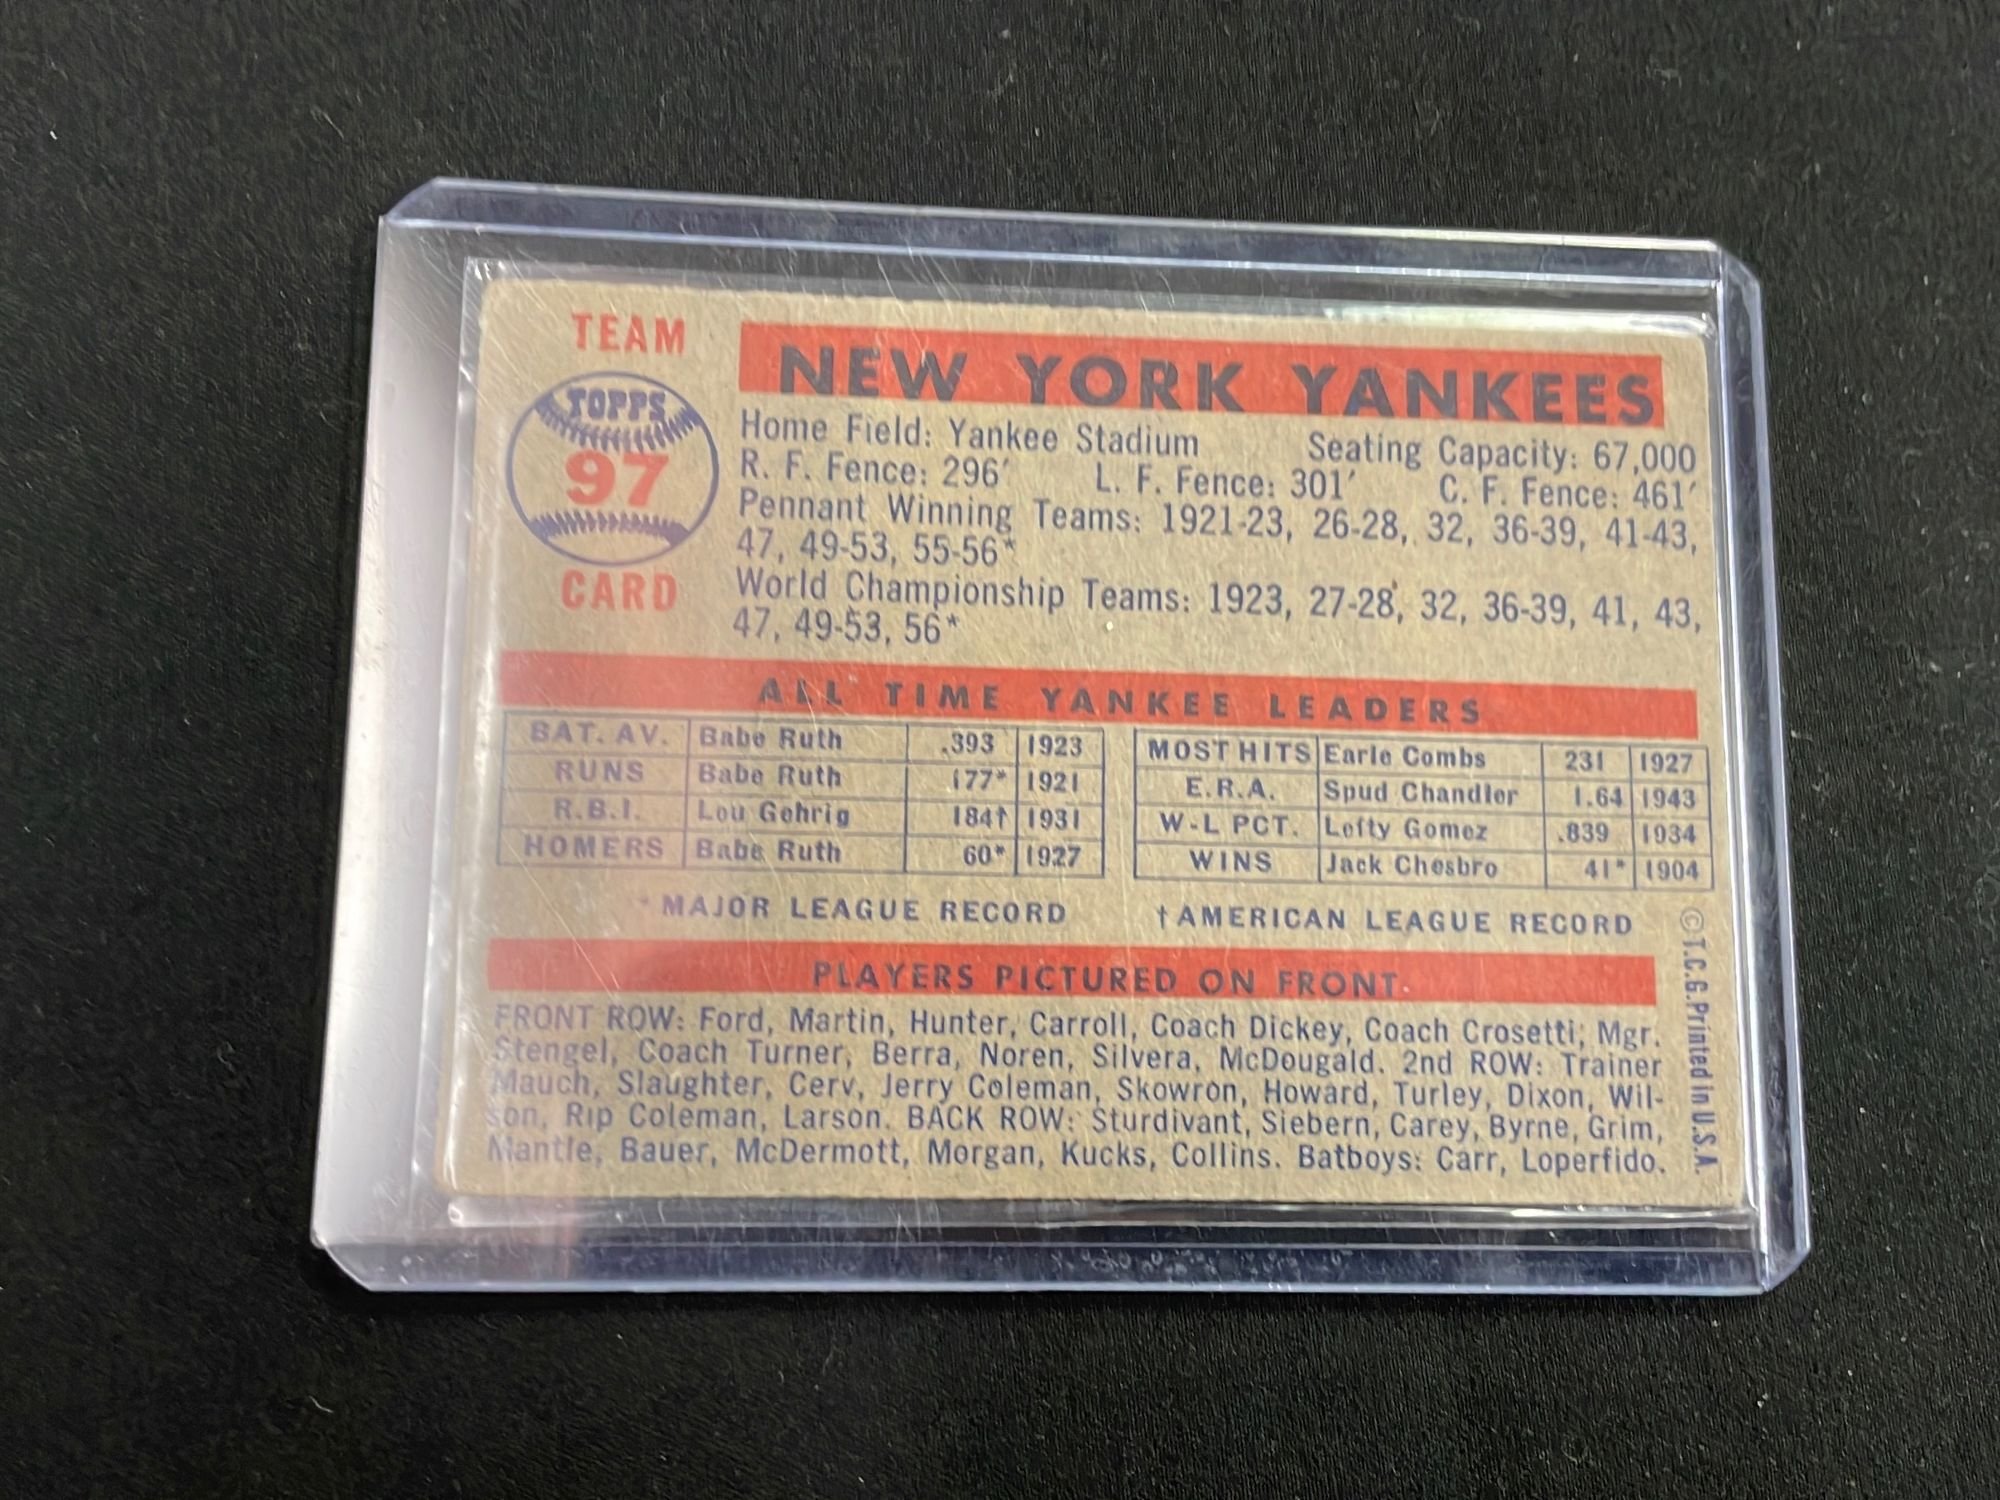 TEAM
TOPPS
97
CARD
NEW YORK YANKEES
Home Field: Yankee Stadium Seating Capacity: 67,000
R. F. Fence: 296′ L. F. Fence: 301′ C. F. Fence: 461′
Pennant Winning Teams: 1921-23, 26-28, 32, 36-39, 41-43,
47, 49-53, 55-56*
World Championship Teams: 1923, 27-28, 32, 36-39, 41, 43,
47, 49-53, 56*
ALL TIME YANKEE LEADERS
BAT. AV. Babe Ruth .393 1923
RUNS Babe Ruth 177* 1921
R.B.I. Lou Gehrig 184† 1931
HOMERS Babe Ruth 60* 1927
MOST HITS Earle Combs 231 1927
E.R.A. Spud Chandler 1.64 1943
W-L PCT. Lefty Gomez .839 1934
WINS Jack Chesbro 41* 1904
* MAJOR LEAGUE RECORD † AMERICAN LEAGUE RECORD
PLAYERS PICTURED ON FRONT
FRONT ROW: Ford, Martin, Hunter, Carroll, Coach Dickey, Coach Crosetti, Mgr.
Stengel, Coach Turner, Berra, Noren, Silvera, McDougald. 2nd ROW: Trainer
Mauch, Slaughter, Cerv, Jerry Coleman, Skowron, Howard, Turley, Dixon, Wil-
son, Rip Coleman, Larson. BACK ROW: Sturdivant, Siebern, Carey, Byrne, Grim,
Mantle, Bauer, McDermott, Morgan, Kucks, Collins. Batboys: Carr, Loperfido.
© T.C.G. Printed in U.S.A.